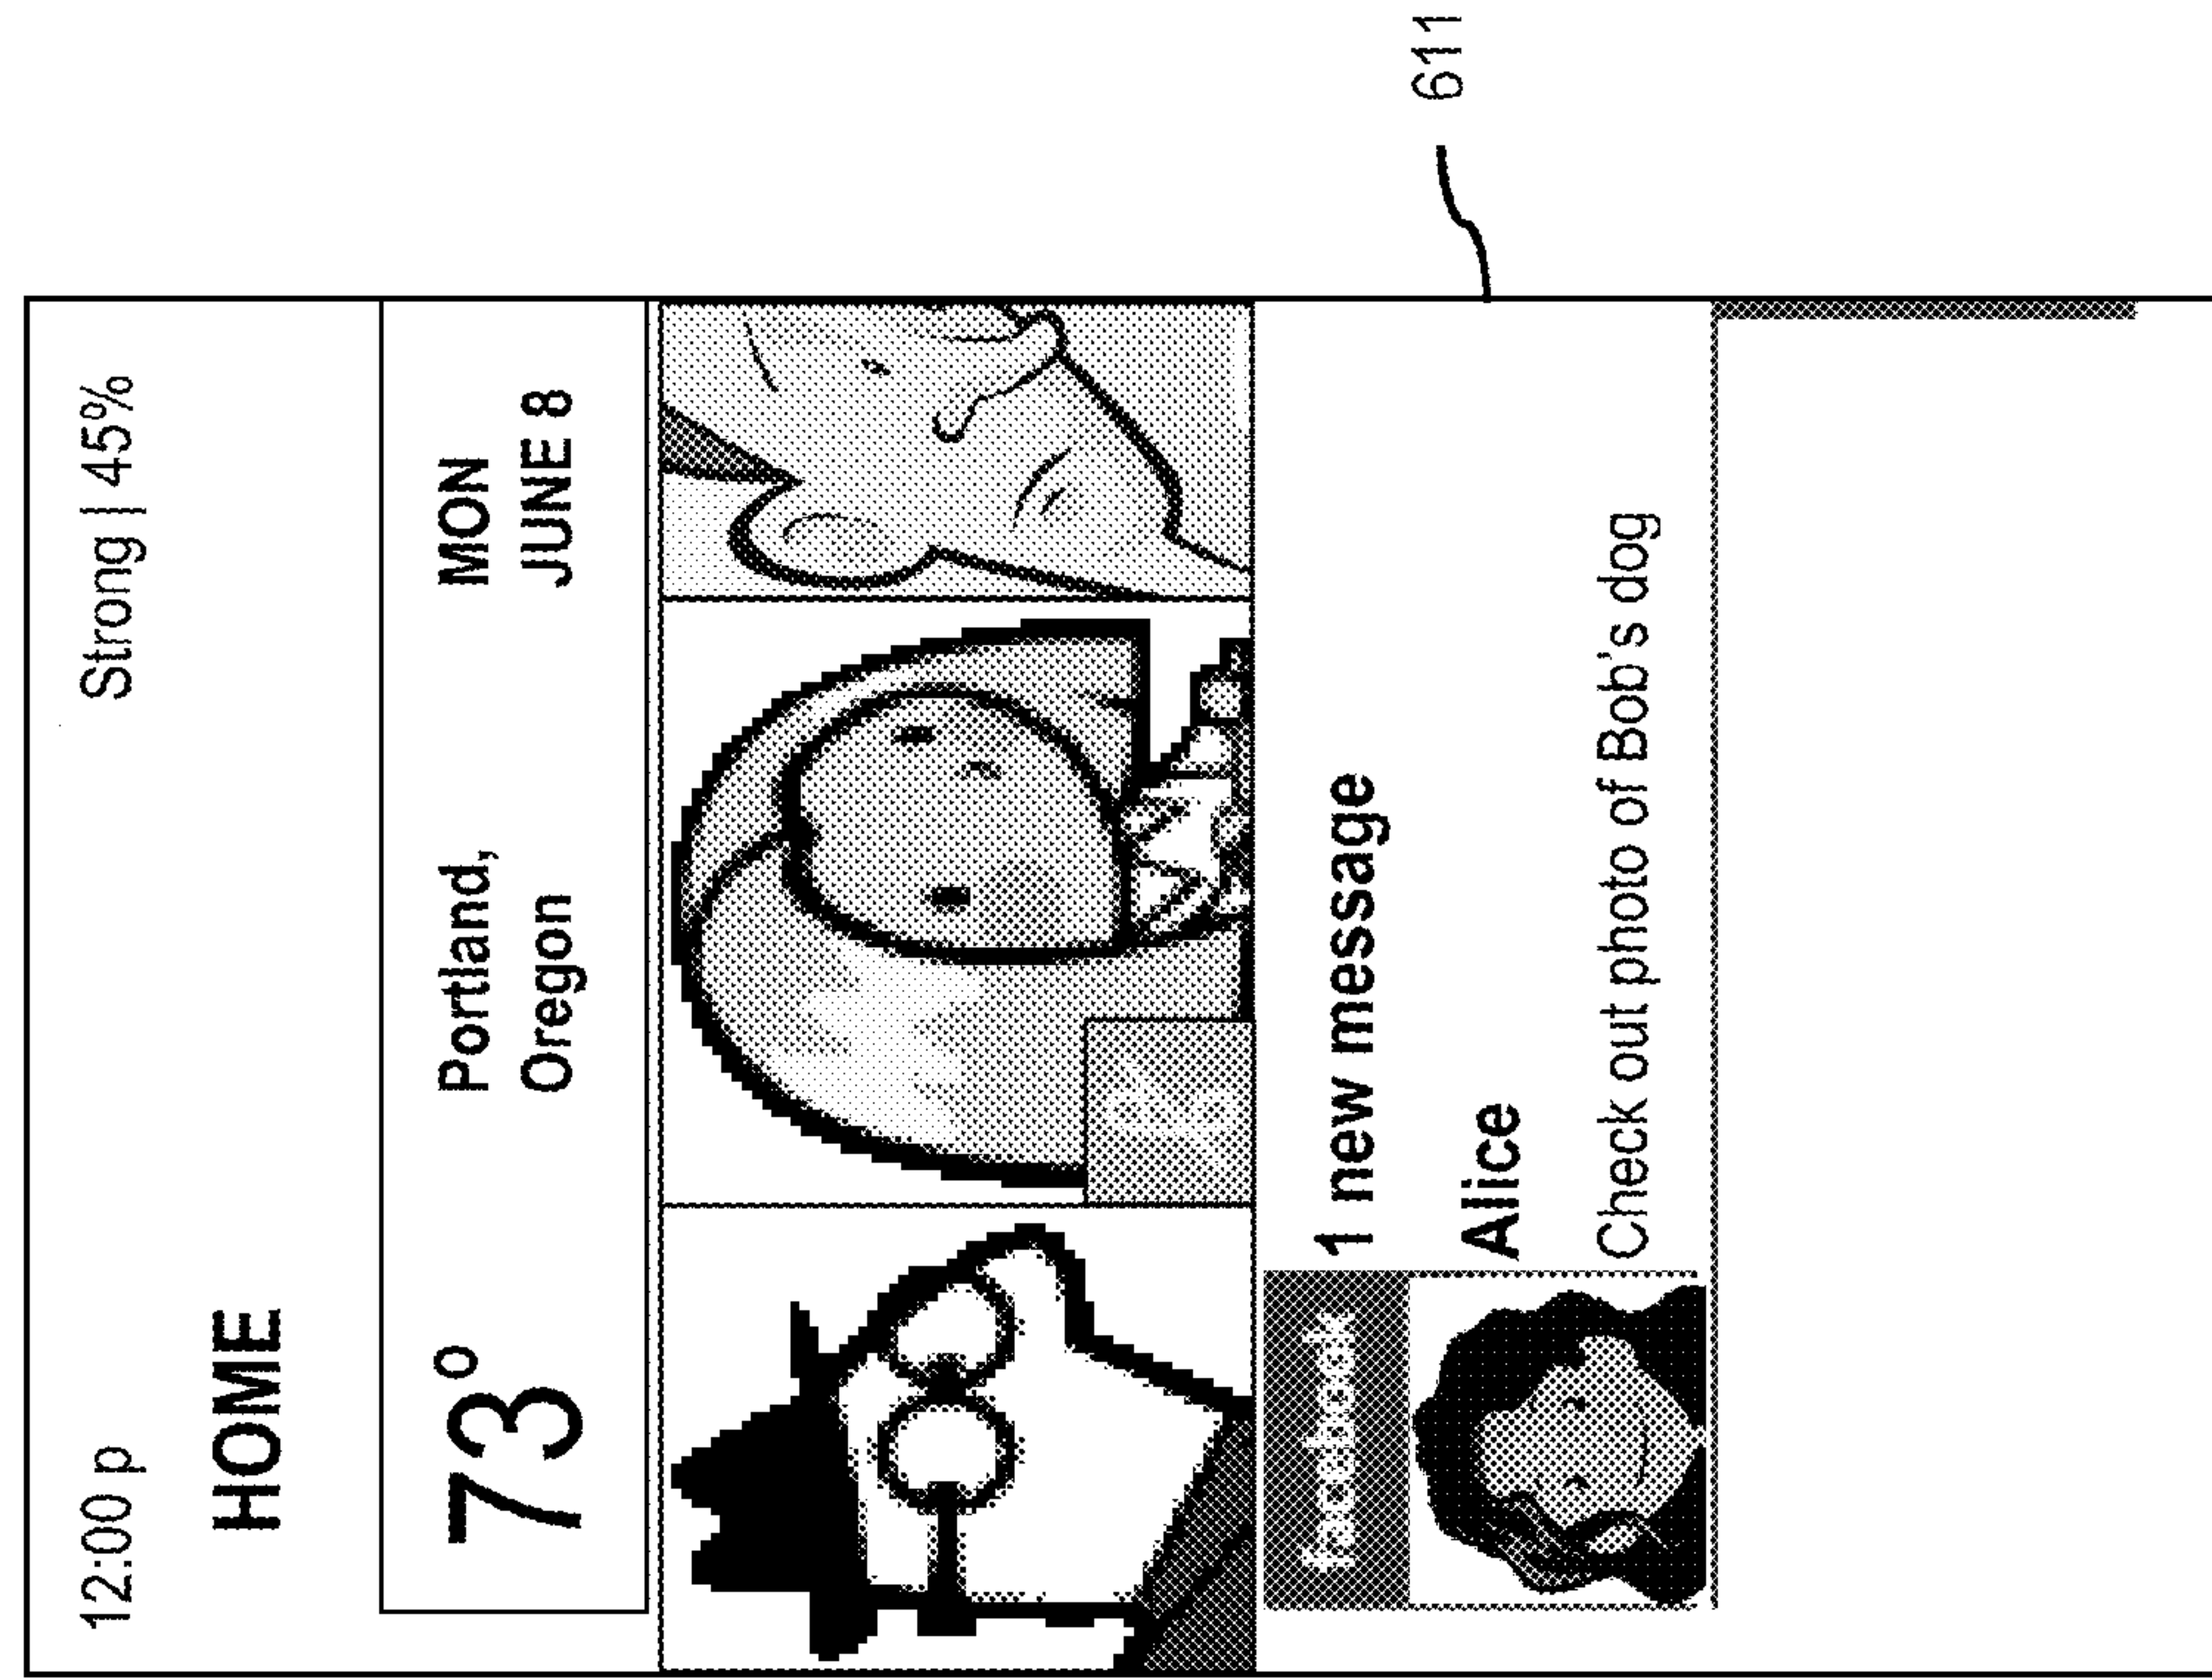 12:00 p
Strong | 45%
HOME
73°
Portland,
Oregon
MON
JUNE 8
facebook
1 new message
Alice
Check out photo of Bob's dog
611